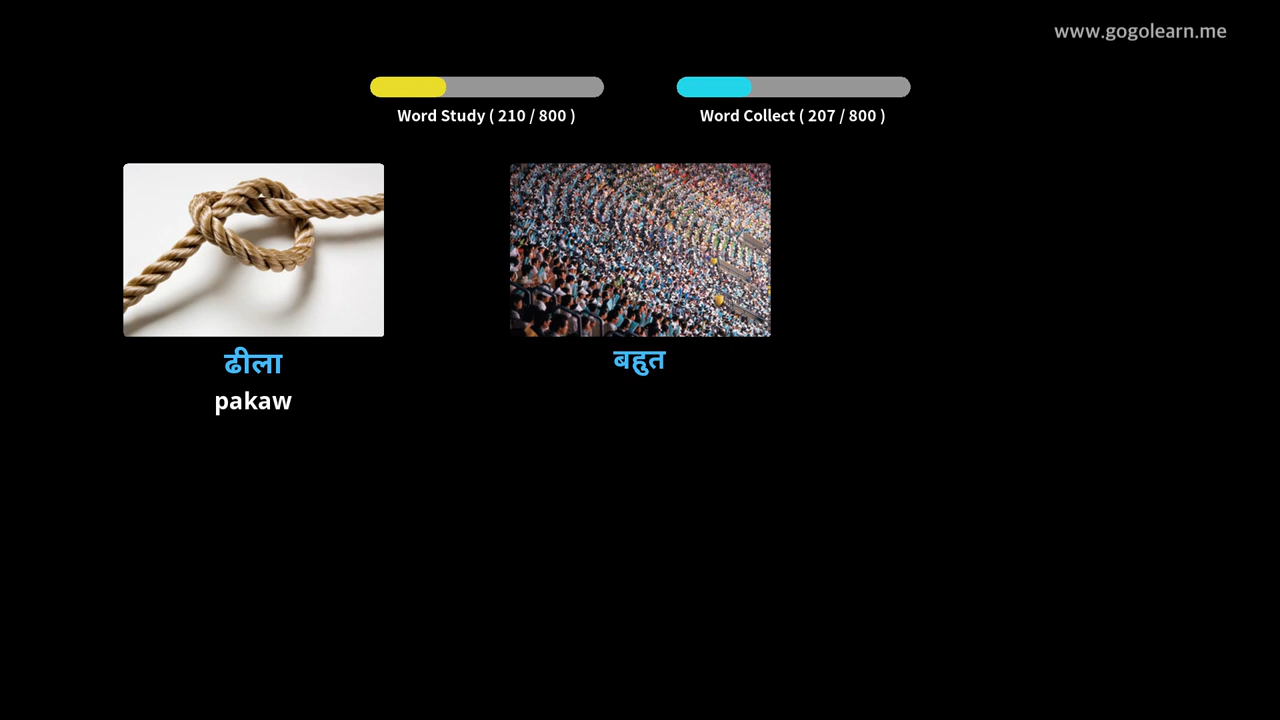 www.gogolearn.me
Word Study ( 210 / 800 )
Word Collect ( 207 / 800 )
ढीला
pakaw
बहुत